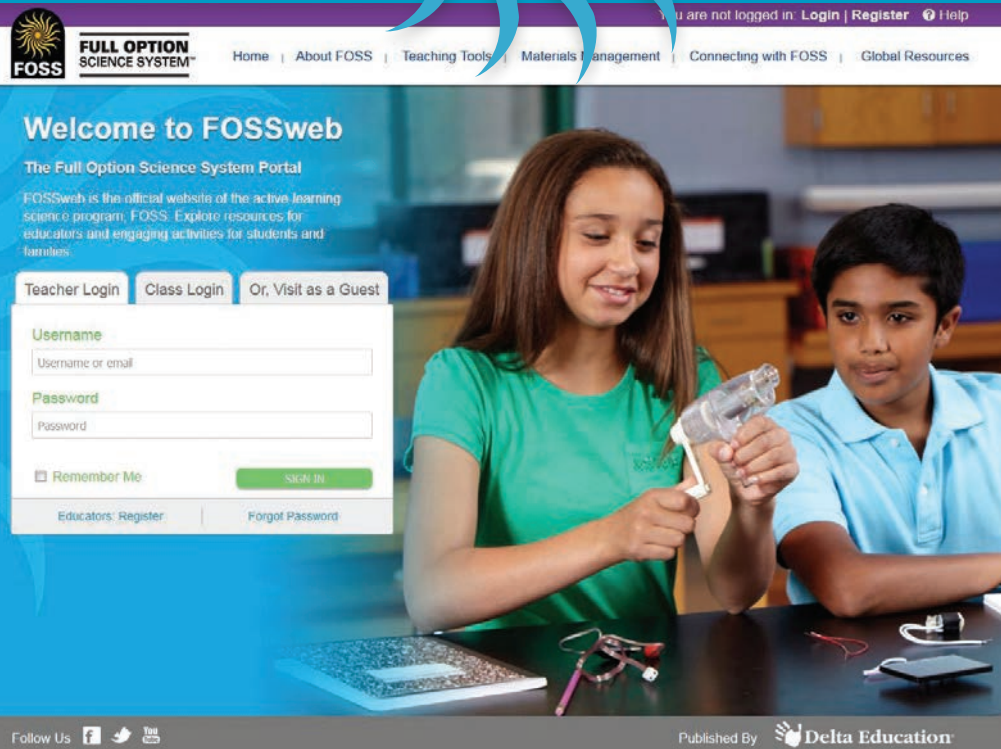 You are not logged in: Login | Register Help
FOSS
FULL OPTION
SCIENCE SYSTEM™
Home | About FOSS | Teaching Tools | Materials Management | Connecting with FOSS | Global Resources
Welcome to FOSSweb
The Full Option Science System Portal
FOSSweb is the official website of the active learning
science program, FOSS. Explore resources for
educators and engaging activities for students and
families.
Teacher Login Class Login Or, Visit as a Guest
Username
Username or email
Password
Password
Remember Me SIGN IN
Educators: Register | Forgot Password
Follow Us f You Tube Published By Delta Education